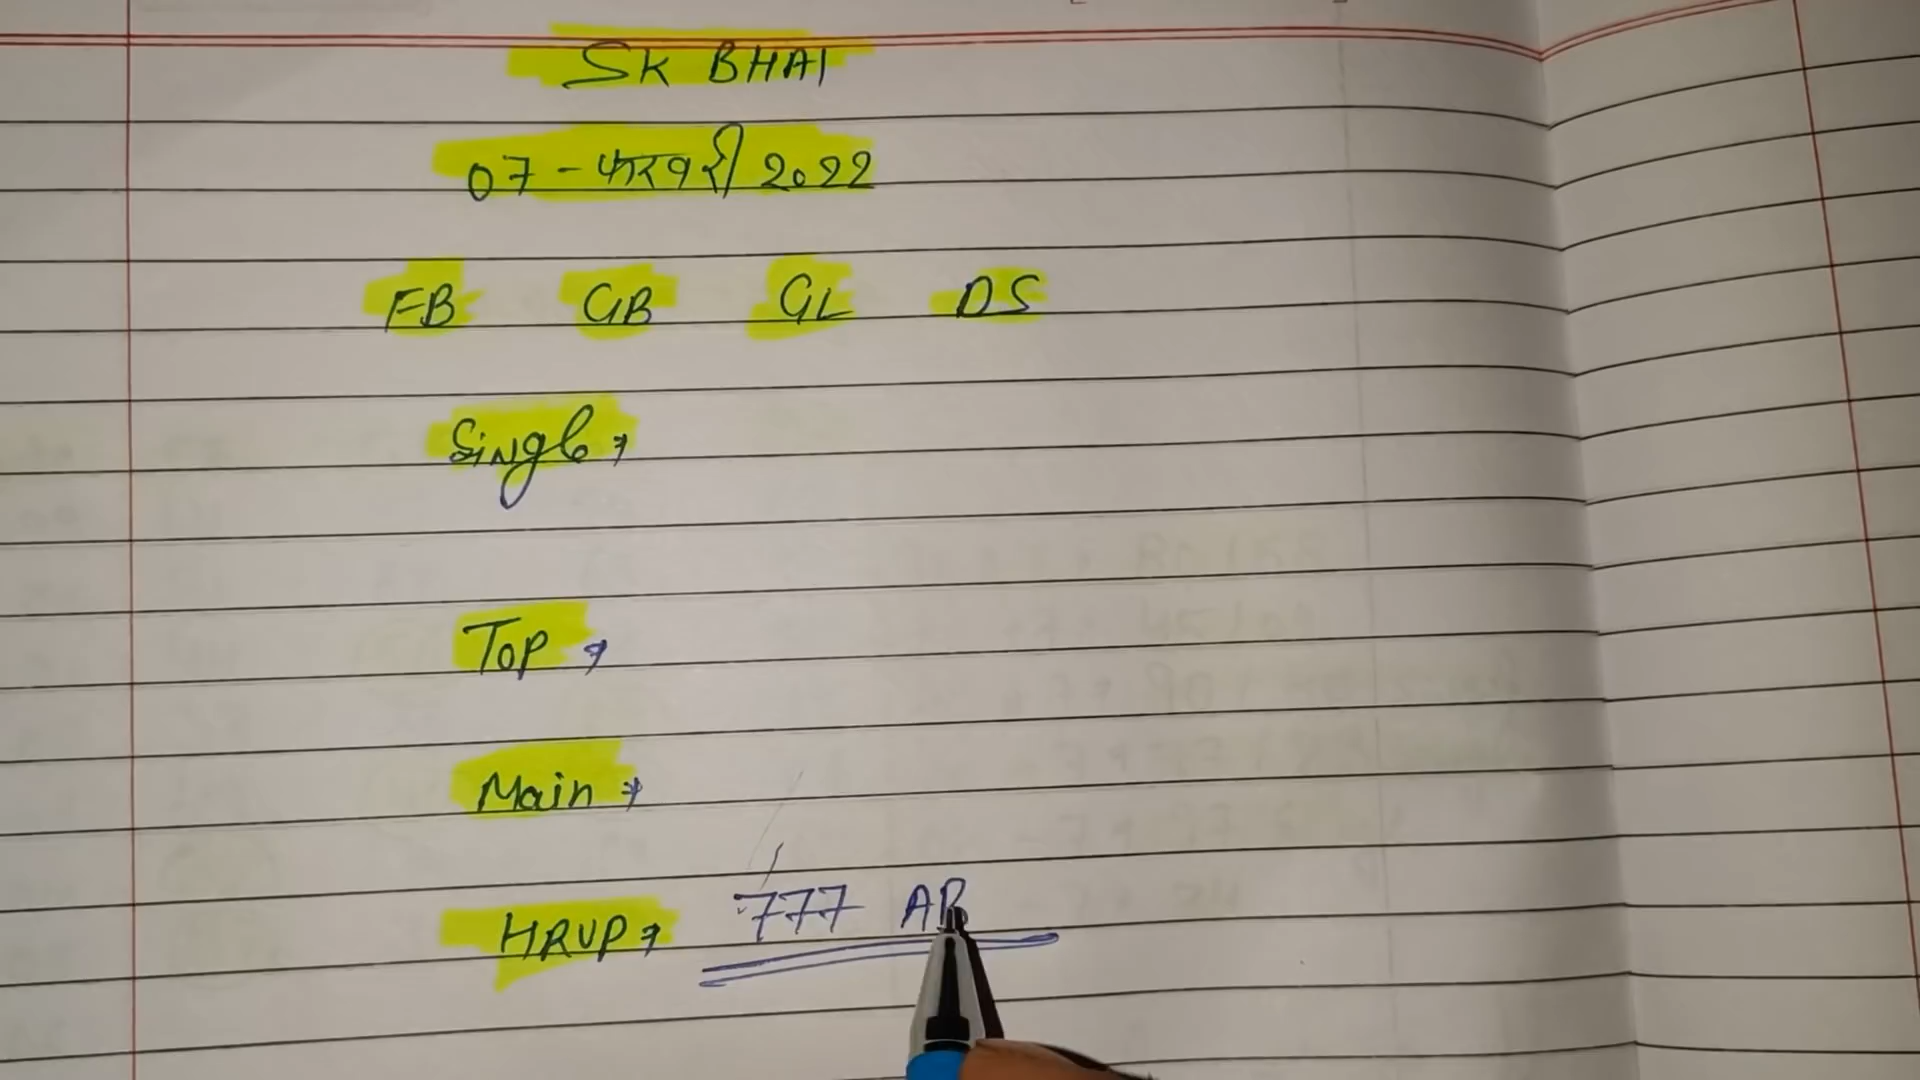 SK BHAI
07 - फरवरी 2022
FB GB GL DS
Single →
Top →
Main →
HRUP → 777 AB